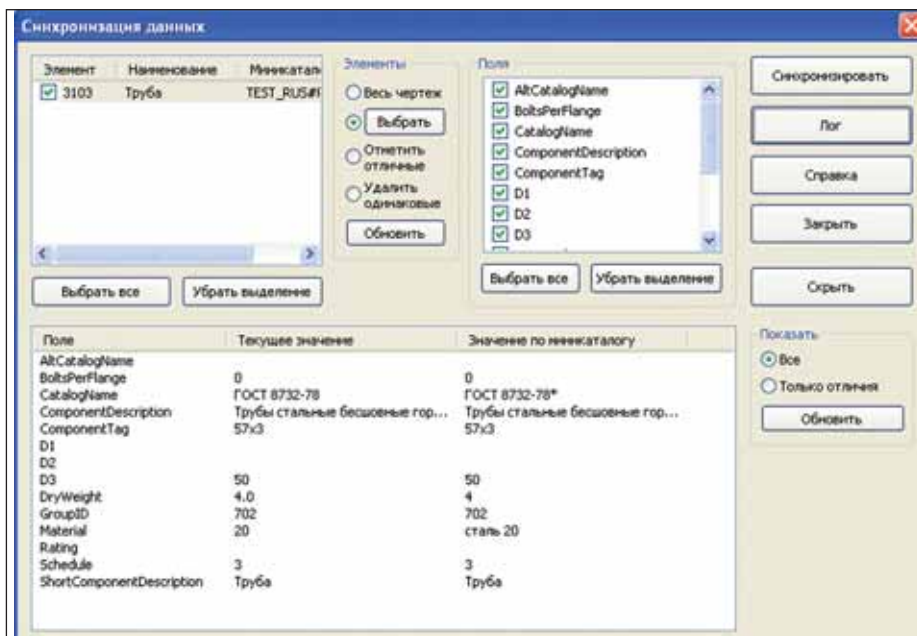 Синхронизация данных
Элемент Наименование Миникатал
3103 Труба TEST_RUS#F
Выбрать все Убрать выделение
Элементы
Весь чертеж
Выбрать
Отметить
отличные
Удалить
одинаковые
Обновить
Поля
AltCatalogName
BoltsPerFlange
CatalogName
ComponentDescription
ComponentTag
D1
D2
D3
Выбрать все Убрать выделение
Синхронизировать
Лог
Справка
Закрыть
Скрыть
Поле Текущее значение Значение по миникаталогу
AltCatalogName
BoltsPerFlange 0 0
CatalogName ГОСТ 8732-78 ГОСТ 8732-78*
ComponentDescription Трубы стальные бесшовные гор... Трубы стальные бесшовные гор...
ComponentTag 57x3 57x3
D1
D2
D3 50 50
DryWeight 4.0 4
GroupID 702 702
Material 20 сталь 20
Rating
Schedule 3 3
ShortComponentDescription Труба Труба
Показать
Все
Только отличия
Обновить